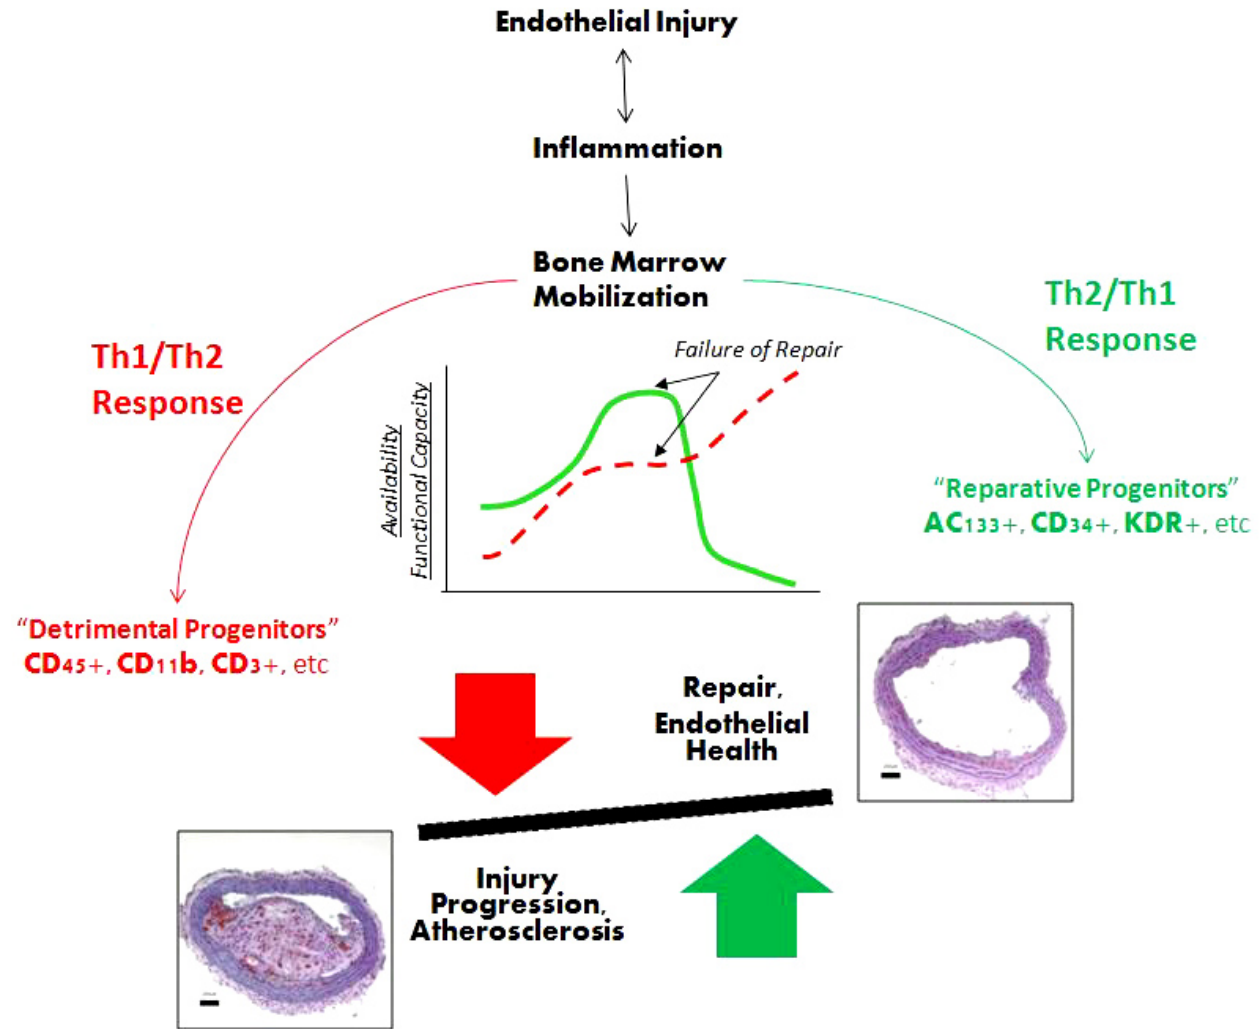 Endothelial Injury
Inflammation
Bone Marrow
Mobilization
Th1/Th2
Response
Th2/Th1
Response
Failure of Repair
Availability
Functional Capacity
“Reparative Progenitors”
AC133+, CD34+, KDR+, etc
“Detrimental Progenitors”
CD45+, CD11b, CD3+, etc
Repair,
Endothelial
Health
Injury
Progression,
Atherosclerosis